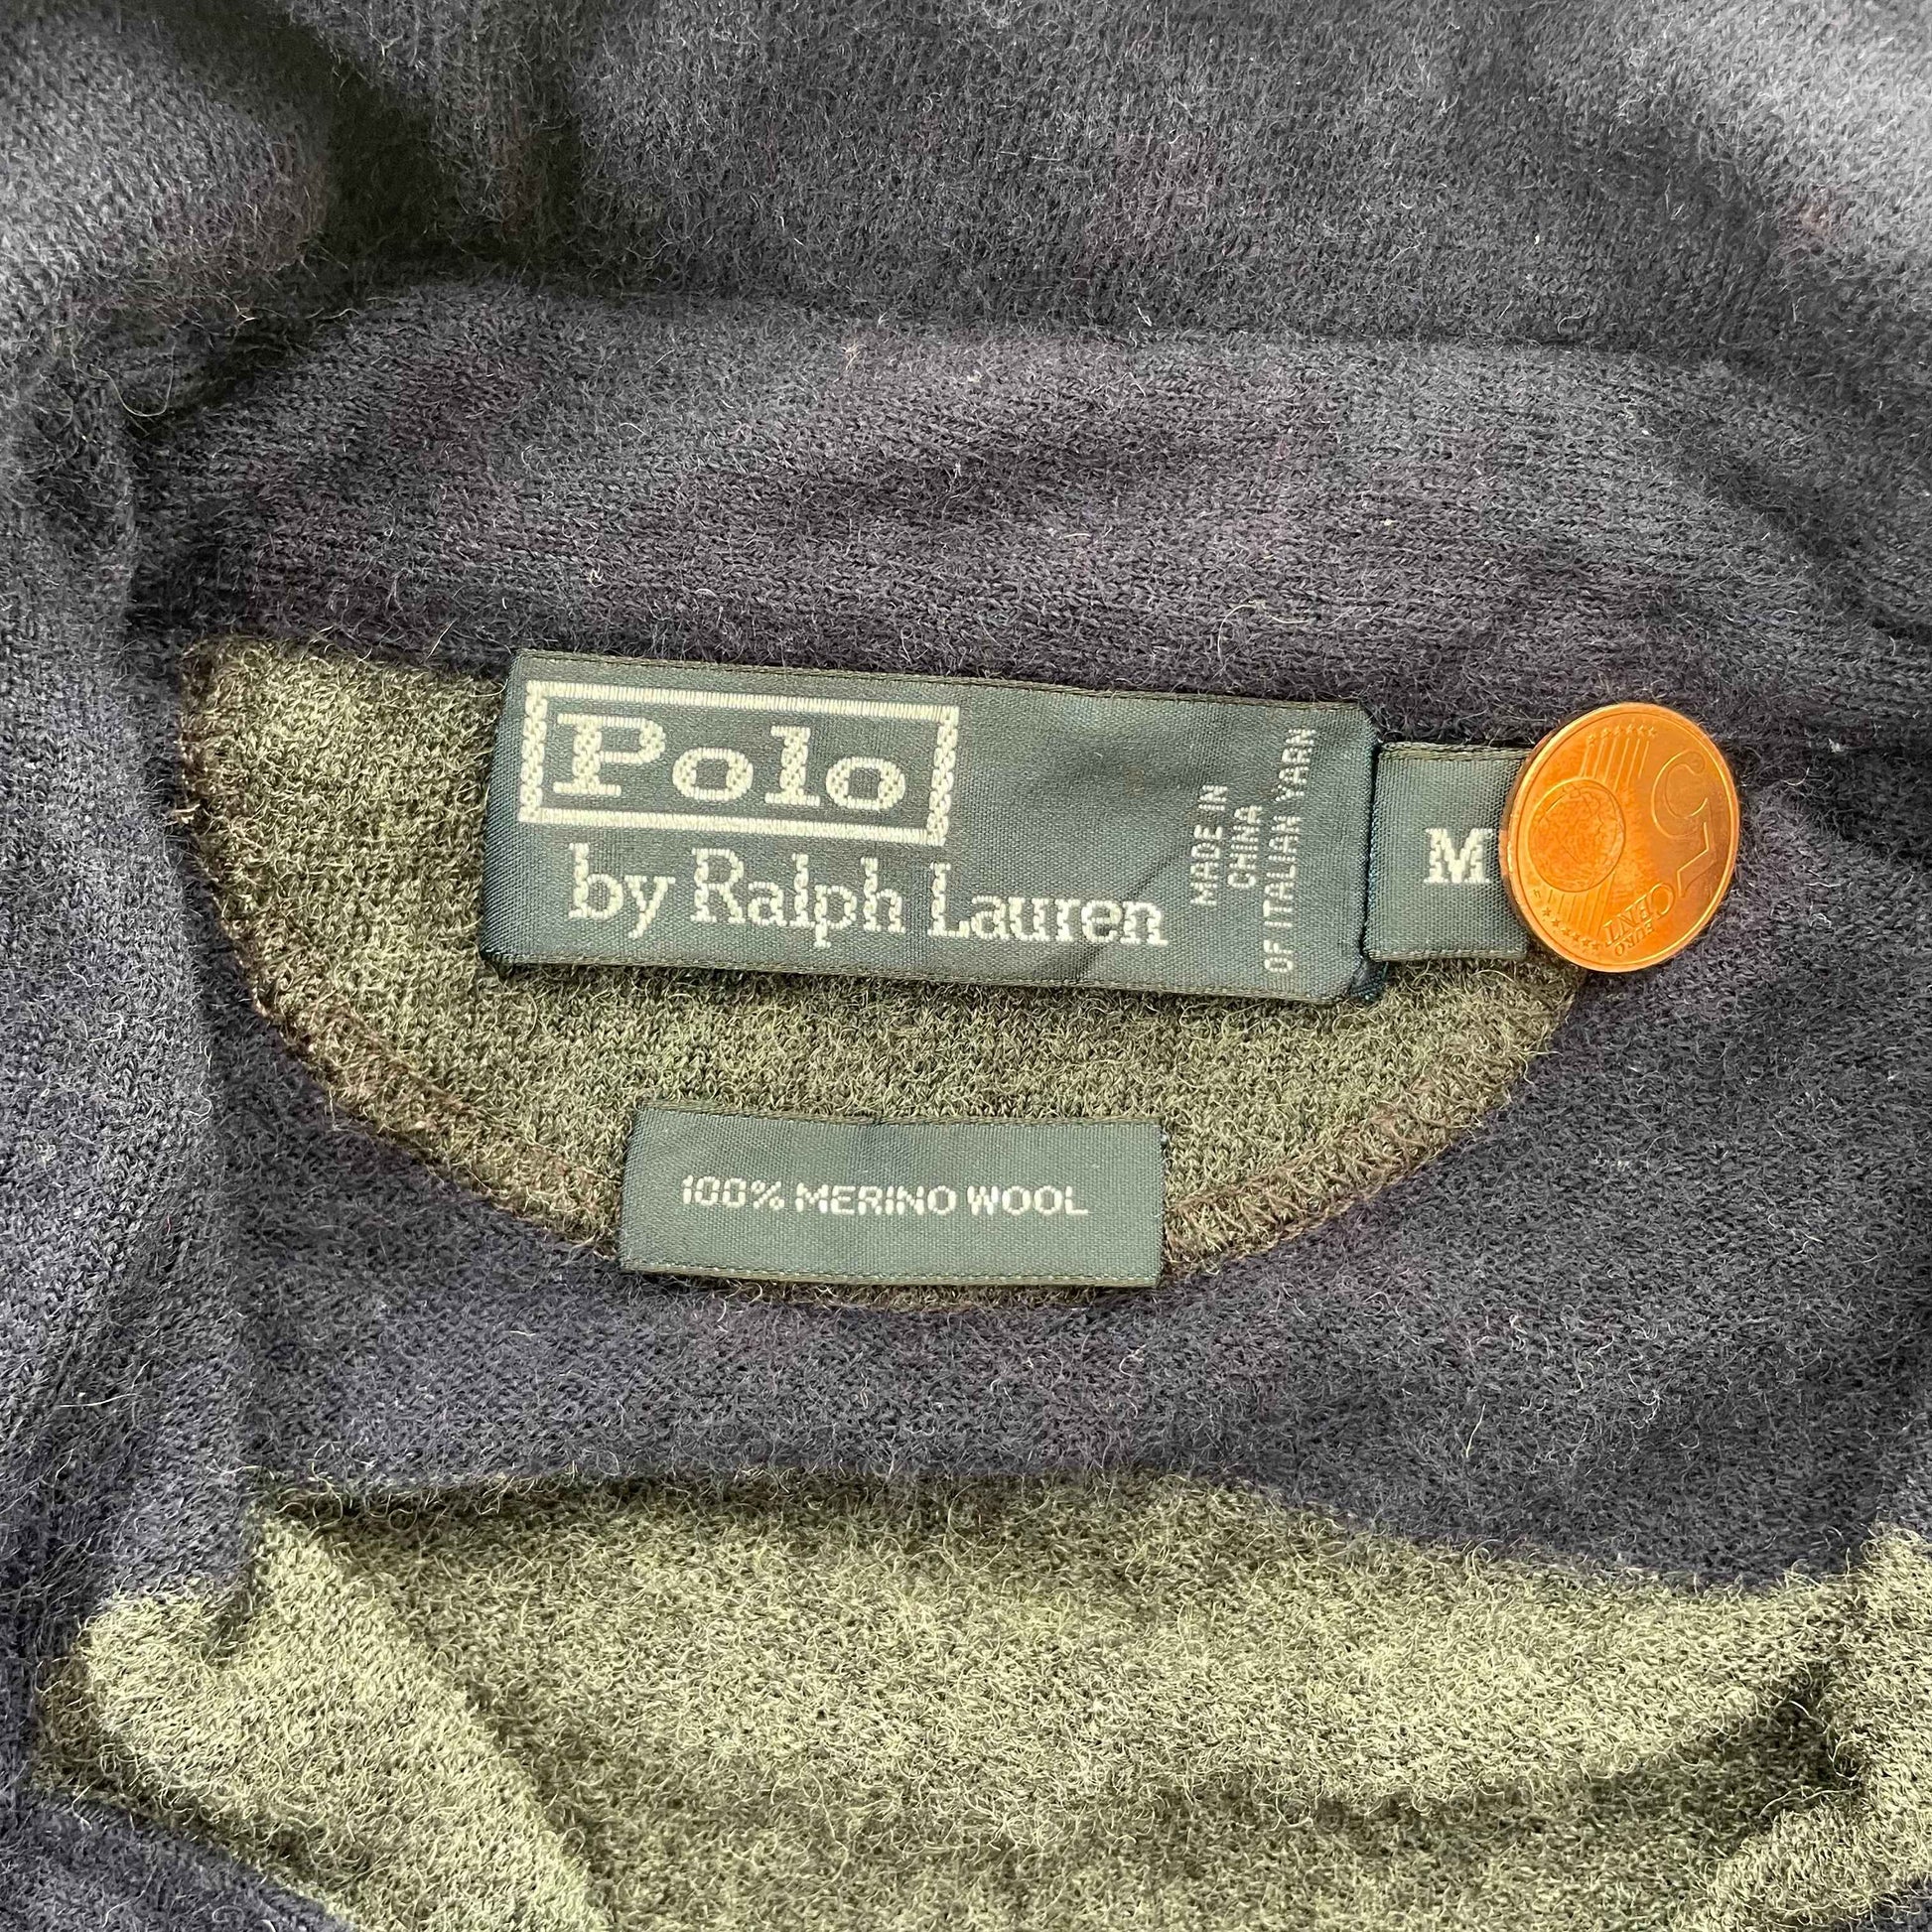 Polo
by Ralph Lauren
MADE IN
CHINA
OF ITALIAN YARN
M
5
EURO
CENT
100% MERINO WOOL